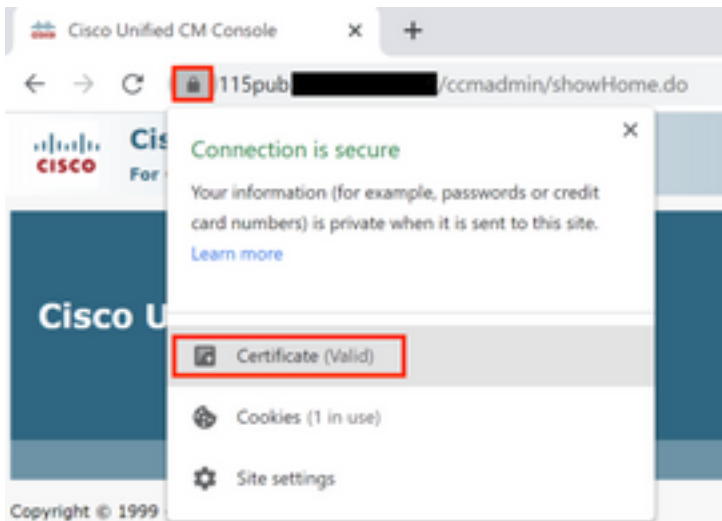 Cisco Unified CM Console
115pub /ccmadmin/showHome.do
CISCO
Cis
For
Connection is secure
Your information (for example, passwords or credit
card numbers) is private when it is sent to this site.
Learn more
Cisco U
Certificate (Valid)
Cookies (1 in use)
Site settings
Copyright © 1999